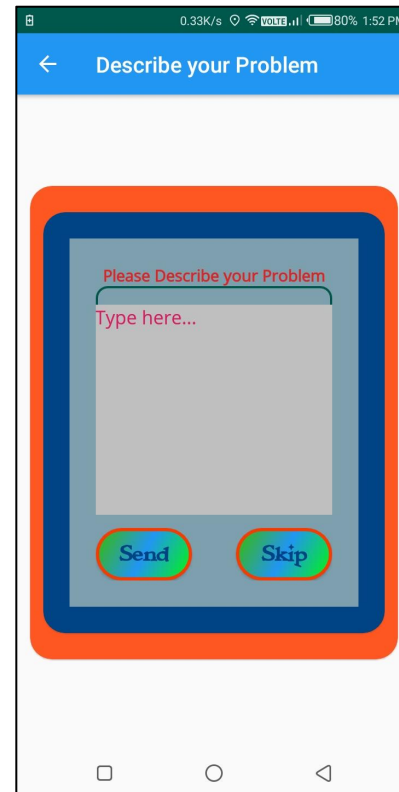 0.33K/s VOLTE 80% 1:52 PM
Describe your Problem
Please Describe your Problem
Type here...
Send Skip